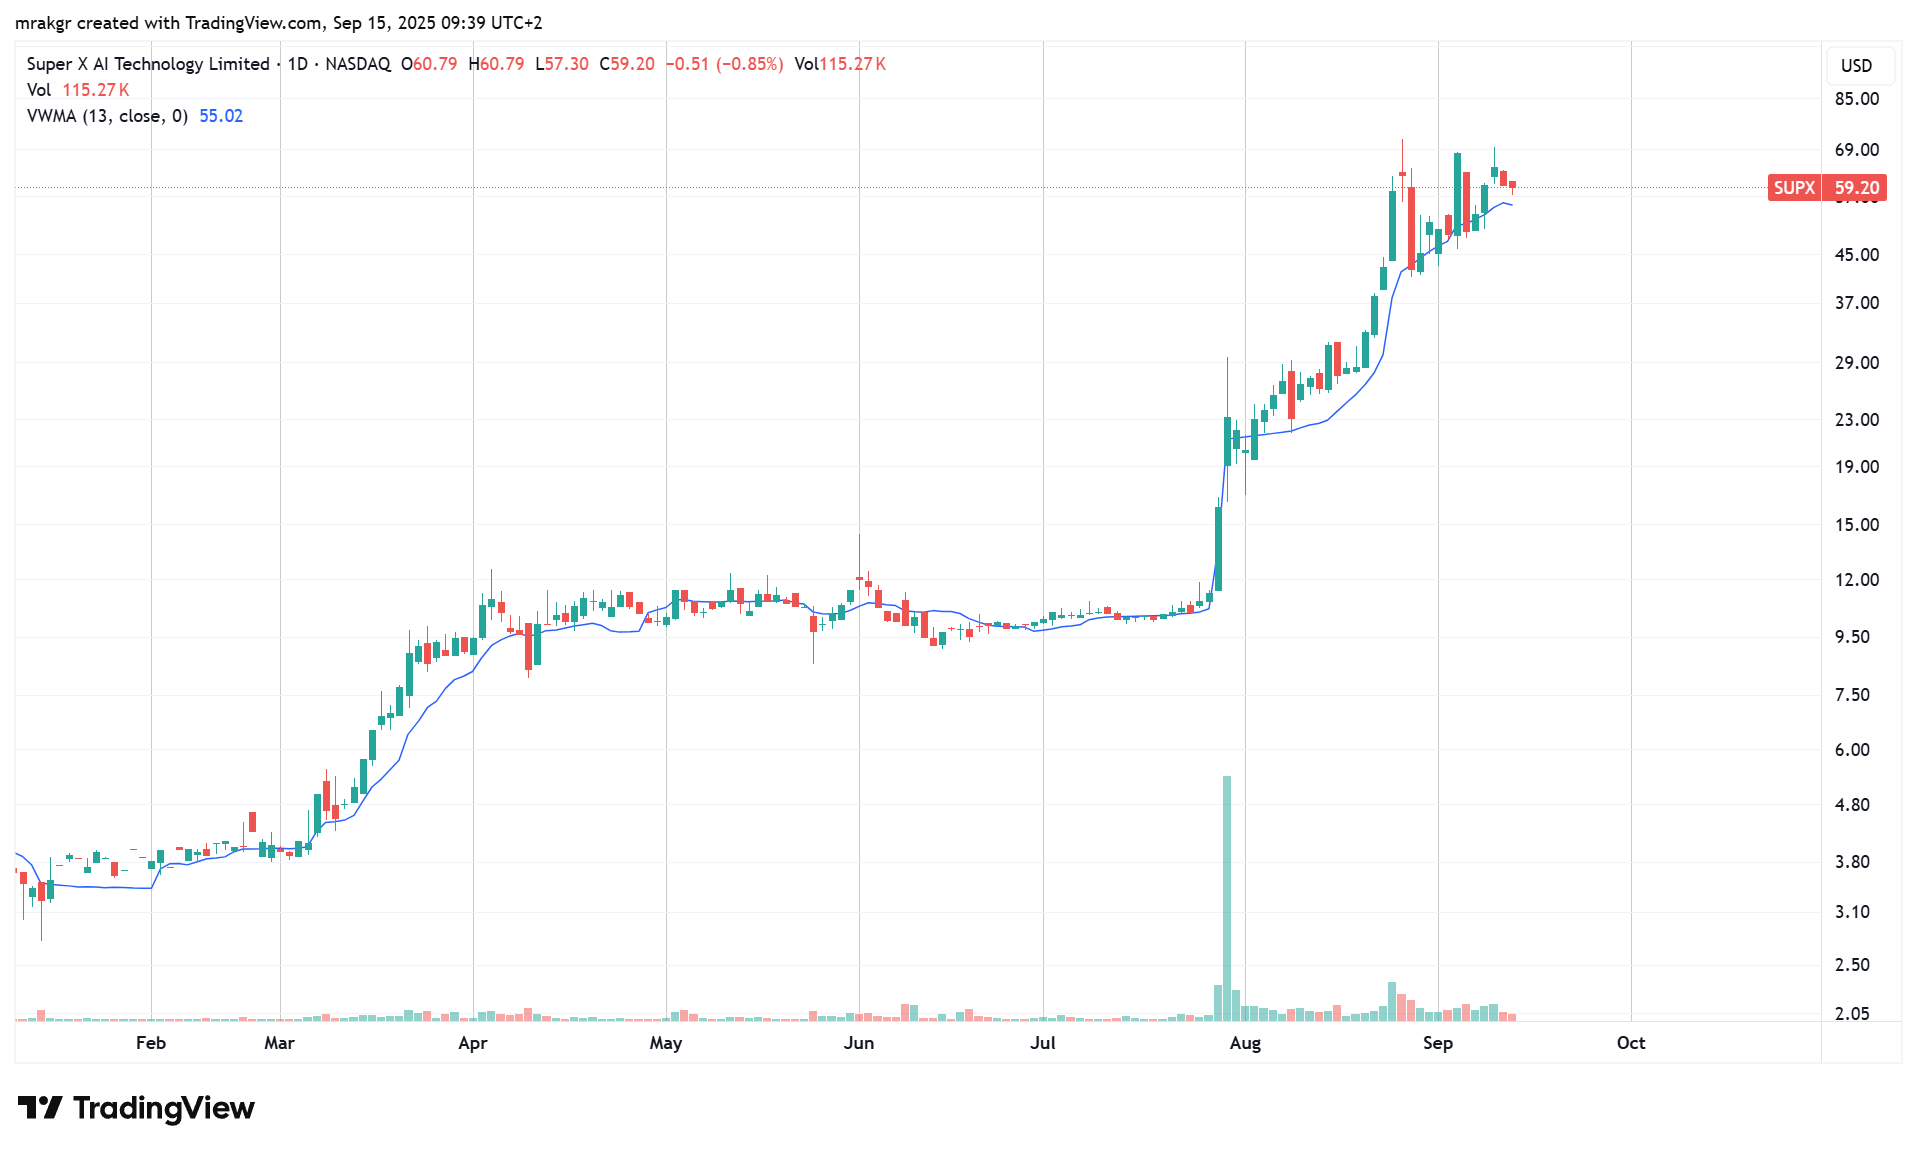 mrakgr created with TradingView.com, Sep 15, 2025 09:39 UTC+2
Super X AI Technology Limited · 1D · NASDAQ O60.79 H60.79 L57.30 C59.20 −0.51 (−0.85%) Vol115.27 K
Vol 115.27 K
VWMA (13, close, 0) 55.02
USD
85.00
69.00
SUPX 59.20
45.00
37.00
29.00
23.00
19.00
15.00
12.00
9.50
7.50
6.00
4.80
3.80
3.10
2.50
2.05
Feb Mar Apr May Jun Jul Aug Sep Oct
TradingView